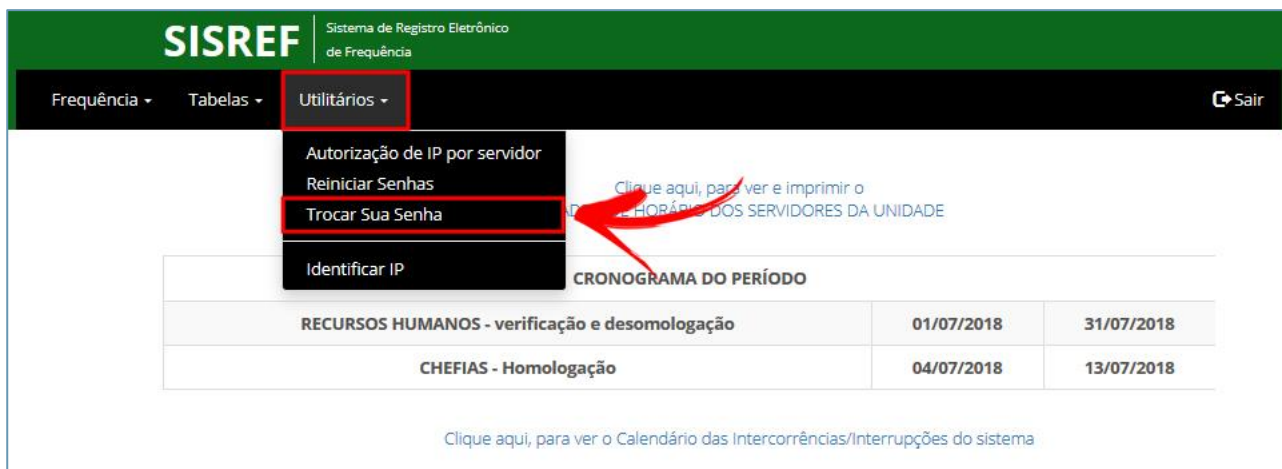 SISREF
Sistema de Registro Eletrônico
de Frequência
Frequência
Tabelas
Utilitários
Sair
Autorização de IP por servidor
Reiniciar Senhas
Trocar Sua Senha
Identificar IP
Clique aqui, para ver e imprimir o
HORÁRIO DOS SERVIDORES DA UNIDADE
CRONOGRAMA DO PERÍODO
RECURSOS HUMANOS - verificação e desomologação 01/07/2018 31/07/2018
CHEFIAS - Homologação 04/07/2018 13/07/2018
Clique aqui, para ver o Calendário das Intercorrências/Interrupções do sistema